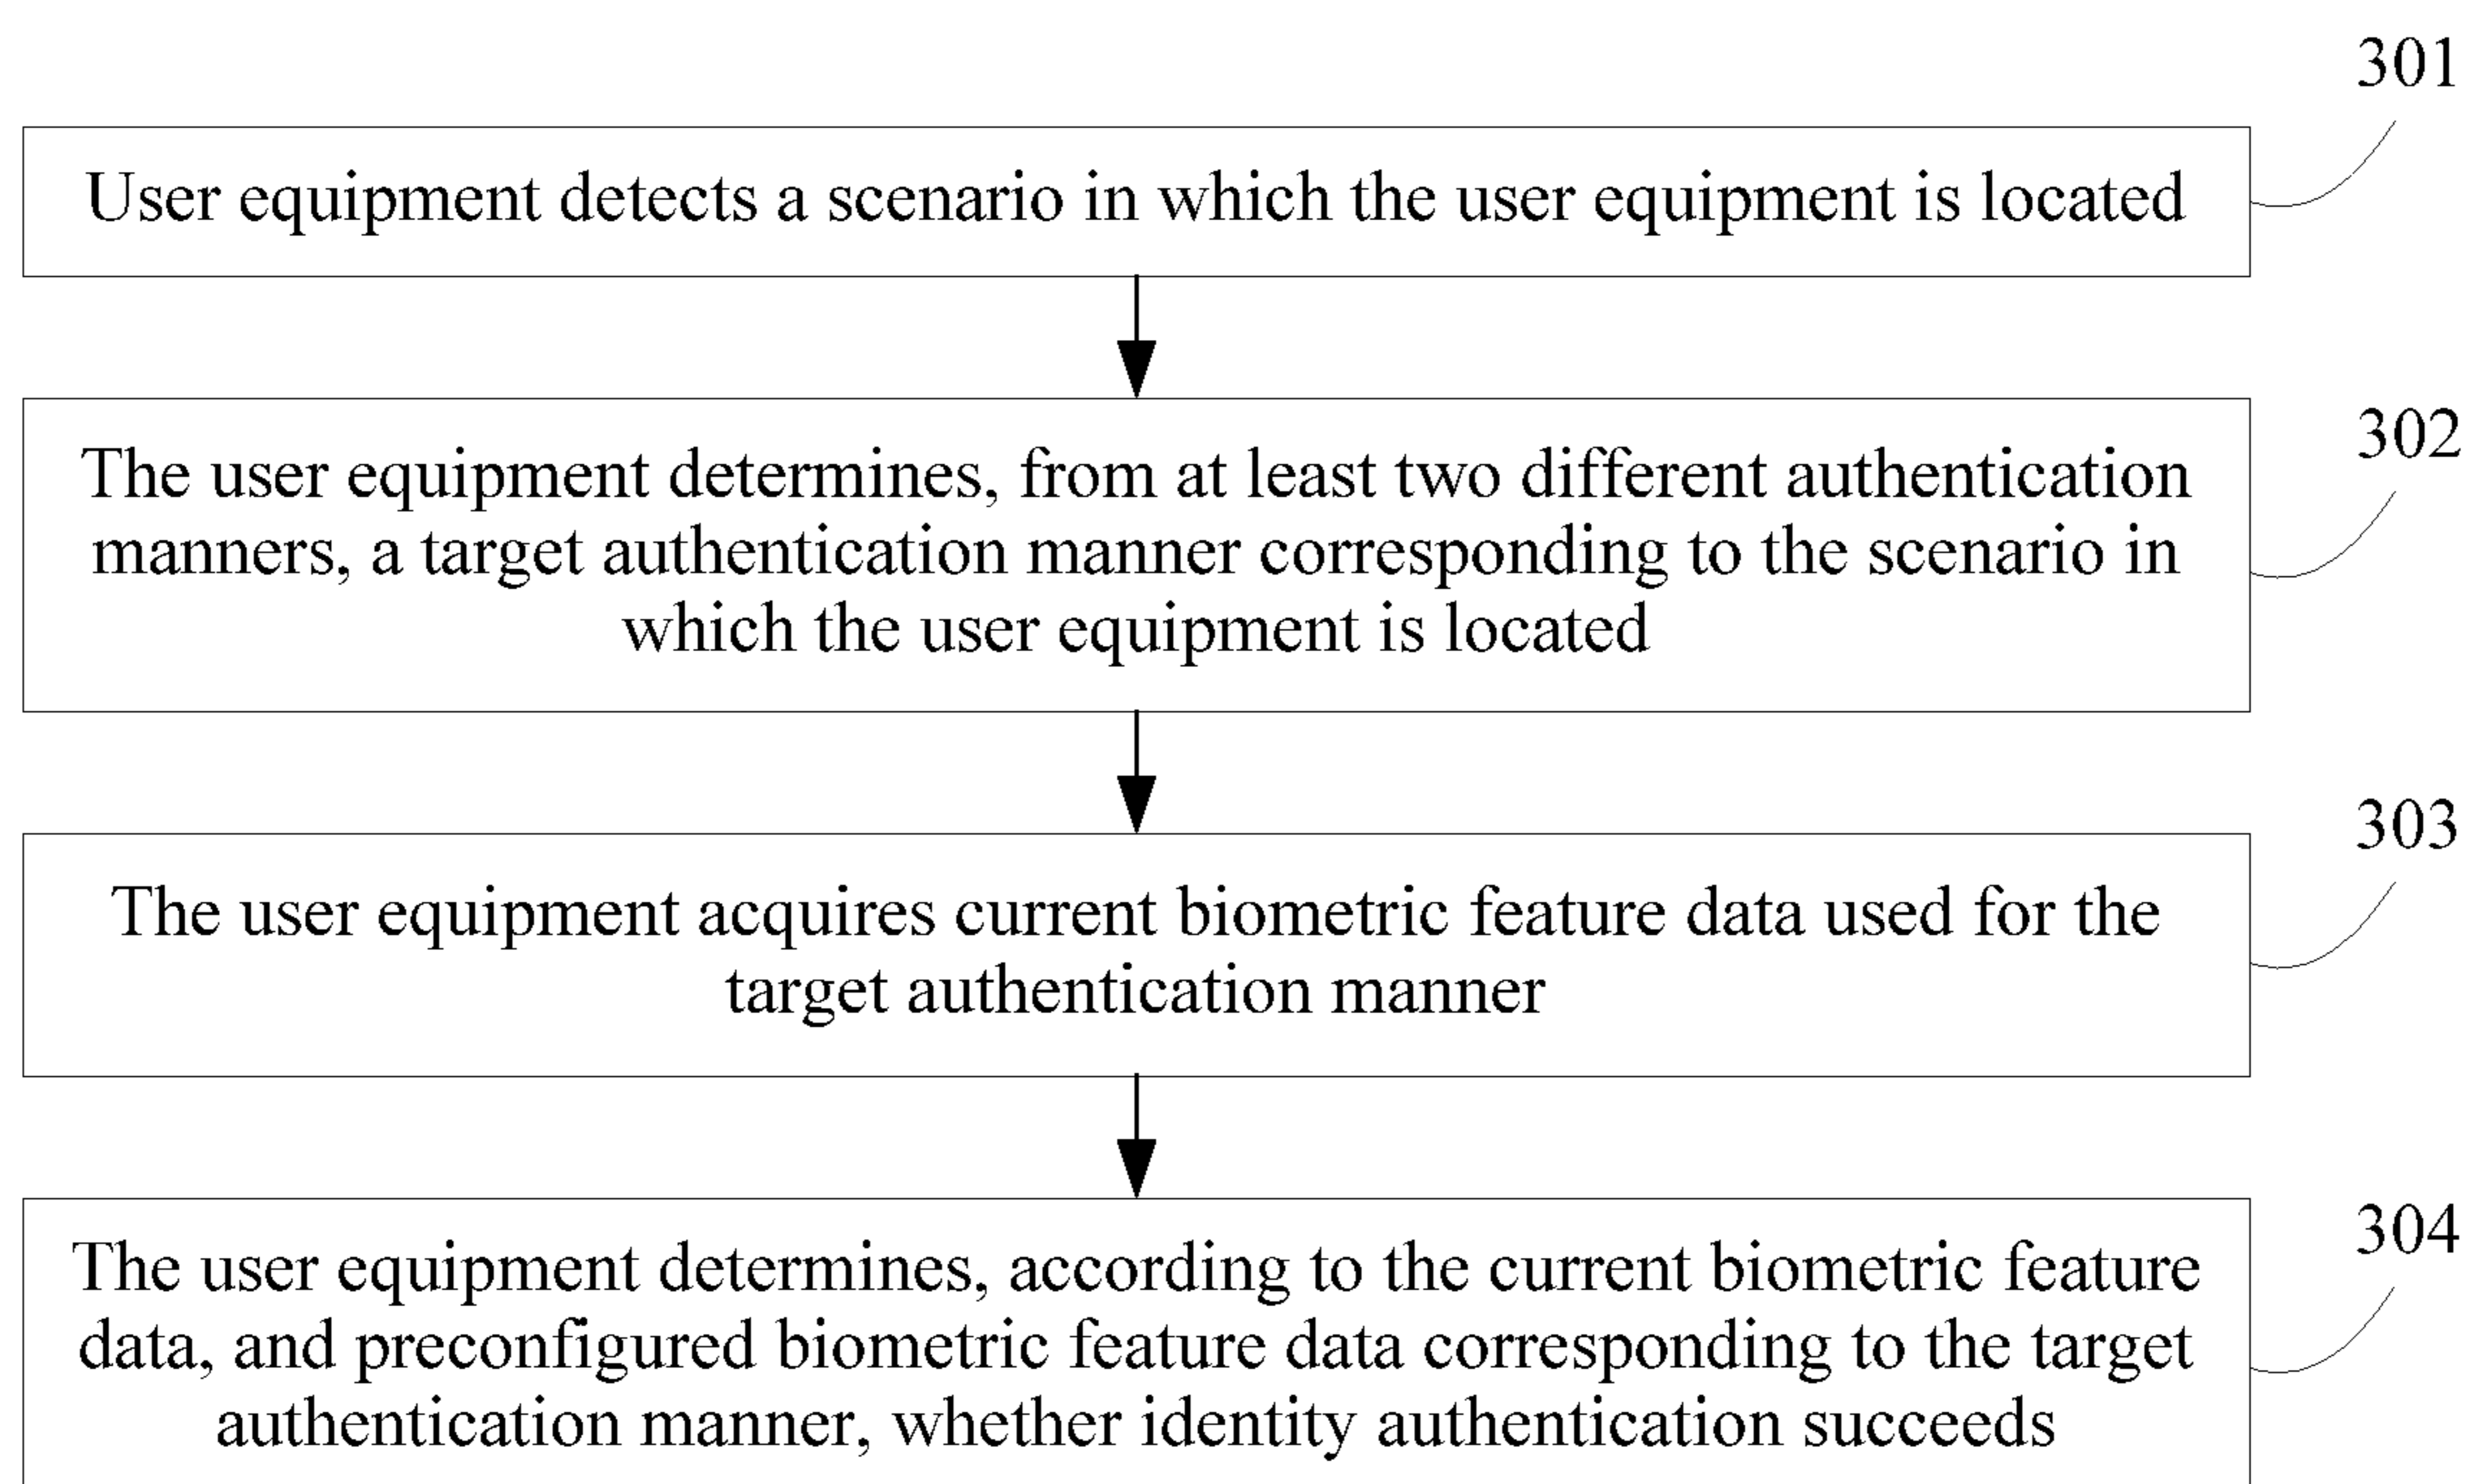 301
User equipment detects a scenario in which the user equipment is located
302
The user equipment determines, from at least two different authentication
manners, a target authentication manner corresponding to the scenario in
which the user equipment is located
303
The user equipment acquires current biometric feature data used for the
target authentication manner
304
The user equipment determines, according to the current biometric feature
data, and preconfigured biometric feature data corresponding to the target
authentication manner, whether identity authentication succeeds